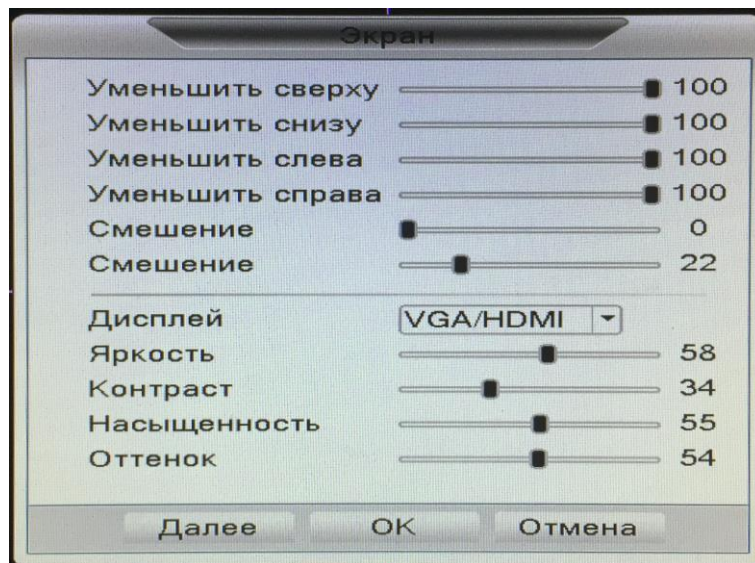 Экран
Уменьшить сверху 100
Уменьшить снизу 100
Уменьшить слева 100
Уменьшить справа 100
Смешение 0
Смешение 22
Дисплей VGA/HDMI
Яркость 58
Контраст 34
Насыщенность 55
Оттенок 54
Далее OK Отмена